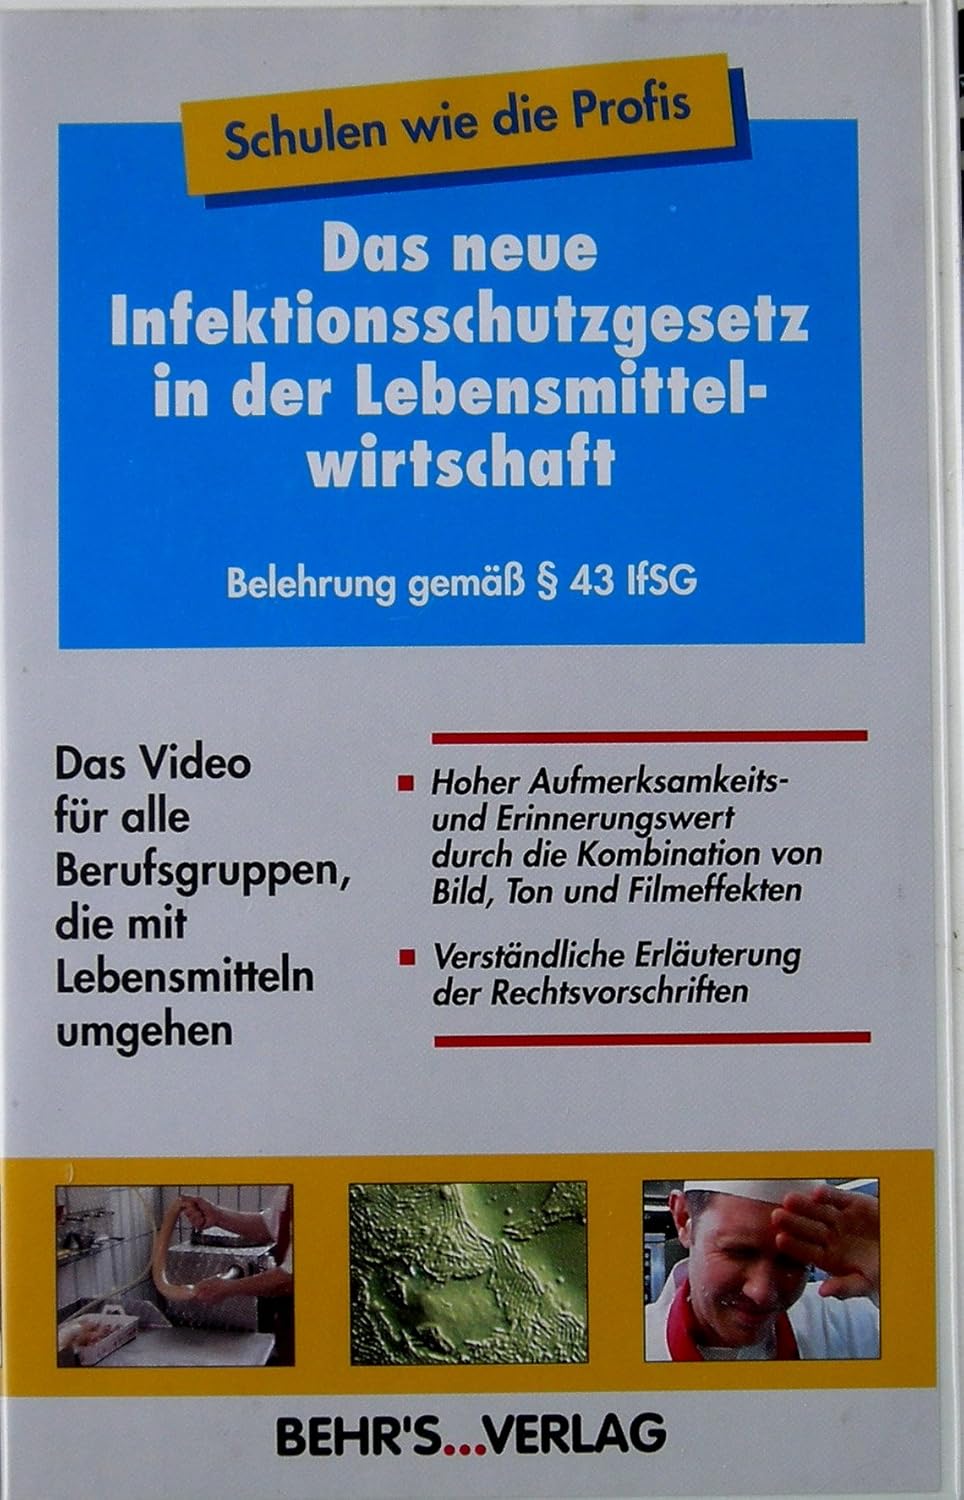 Schulen wie die Profis
Das neue
Infektionsschutzgesetz
in der Lebensmittel-
wirtschaft
Belehrung gemäß § 43 IfSG
Das Video
für alle
Berufsgruppen,
die mit
Lebensmitteln
umgehen
Hoher Aufmerksamkeits-
und Erinnerungswert
durch die Kombination von
Bild, Ton und Filmeffekten
Verständliche Erläuterung
der Rechtsvorschriften
BEHR'S...VERLAG